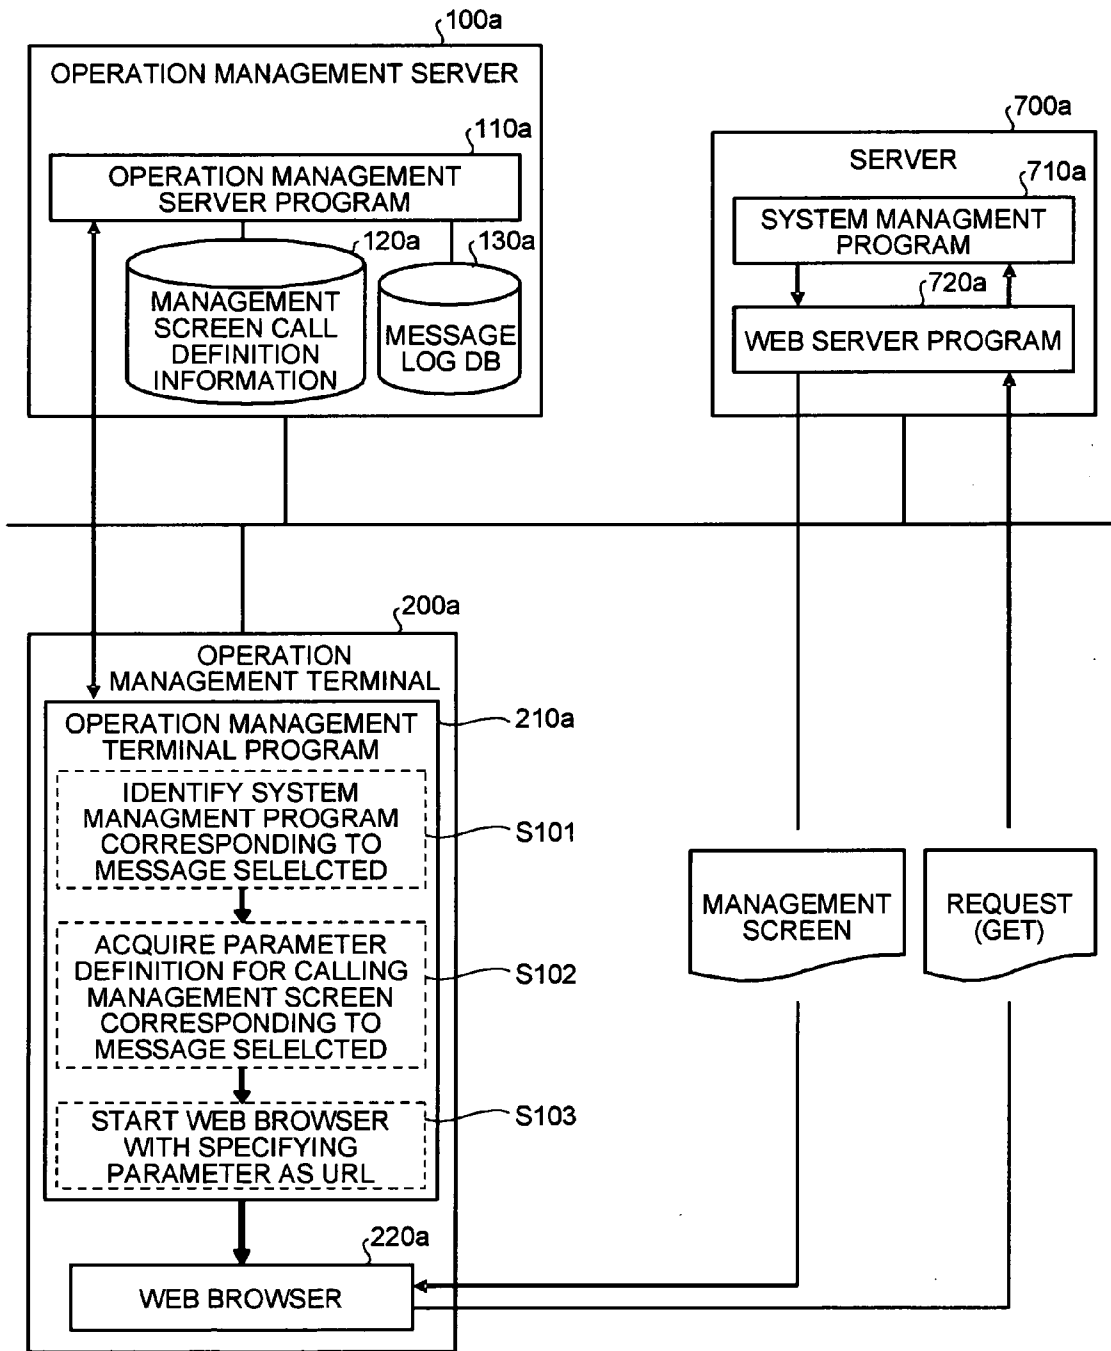 100a
OPERATION MANAGEMENT SERVER
110a
OPERATION MANAGEMENT
SERVER PROGRAM
120a
MANAGEMENT
SCREEN CALL
DEFINITION
INFORMATION
130a
MESSAGE
LOG DB
700a
SERVER
710a
SYSTEM MANAGMENT
PROGRAM
720a
WEB SERVER PROGRAM
200a
OPERATION
MANAGEMENT TERMINAL
OPERATION MANAGEMENT
TERMINAL PROGRAM
210a
IDENTIFY SYSTEM
MANAGMENT PROGRAM
CORRESPONDING TO
MESSAGE SELELCTED
S101
ACQUIRE PARAMETER
DEFINITION FOR CALLING
MANAGEMENT SCREEN
CORRESPONDING TO
MESSAGE SELELCTED
S102
START WEB BROWSER
WITH SPECIFYING
PARAMETER AS URL
S103
220a
WEB BROWSER
MANAGEMENT
SCREEN
REQUEST
(GET)